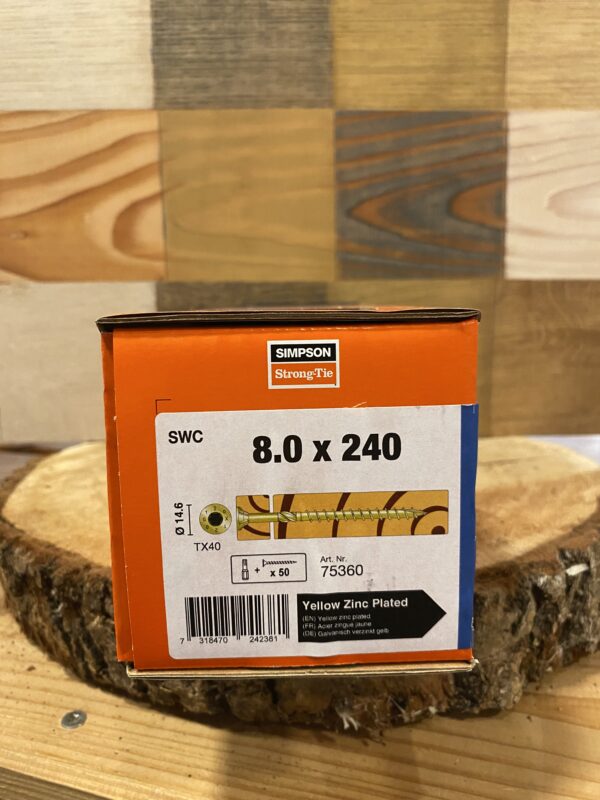 SIMPSON
Strong-Tie
SWC
8.0 x 240
Ø 14.6
TX40
+ x 50
Art. Nr.
75360
Yellow Zinc Plated
(EN) Yellow zinc plated
(FR) Acier zingué jaune
(DE) Galvanisch verzinkt gelb
7 318470 242381